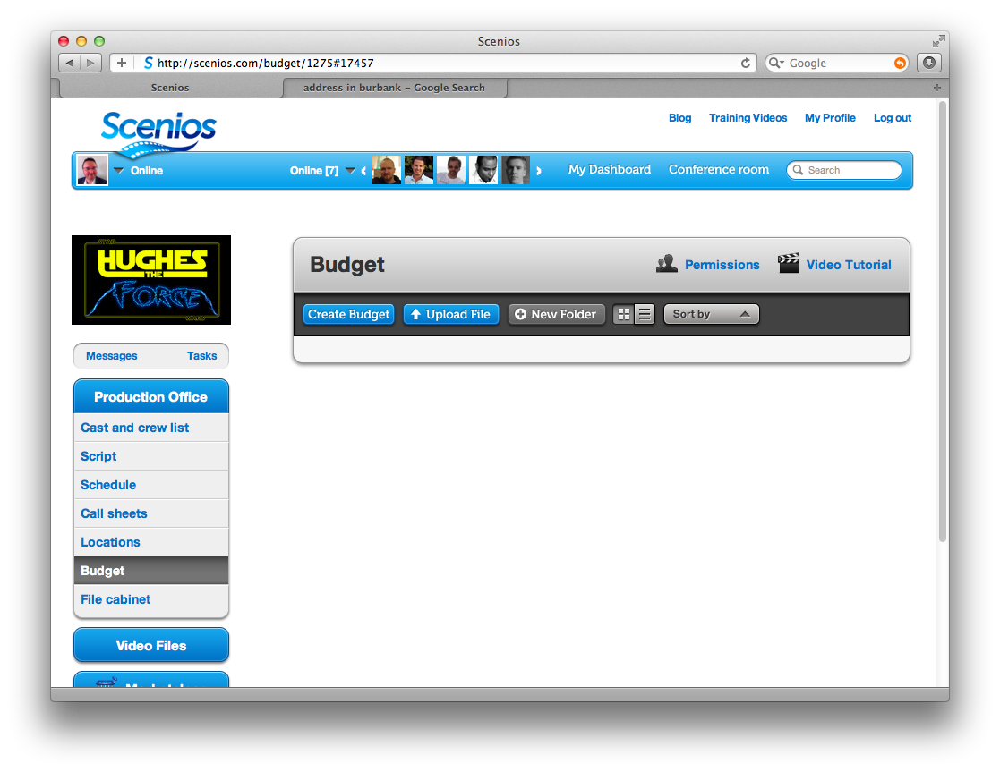 Scenios
http://scenios.com/budget/1275#17457
Google
Scenios
address in burbank – Google Search
Scenios
Blog
Training Videos
My Profile
Log out
Online
Online [7]
My Dashboard
Conference room
Search
STAR
HUGHES
THE
FORCE
WARS
Budget
Permissions
Video Tutorial
Create Budget
Upload File
New Folder
Sort by
Messages
Tasks
Production Office
Cast and crew list
Script
Schedule
Call sheets
Locations
Budget
File cabinet
Video Files